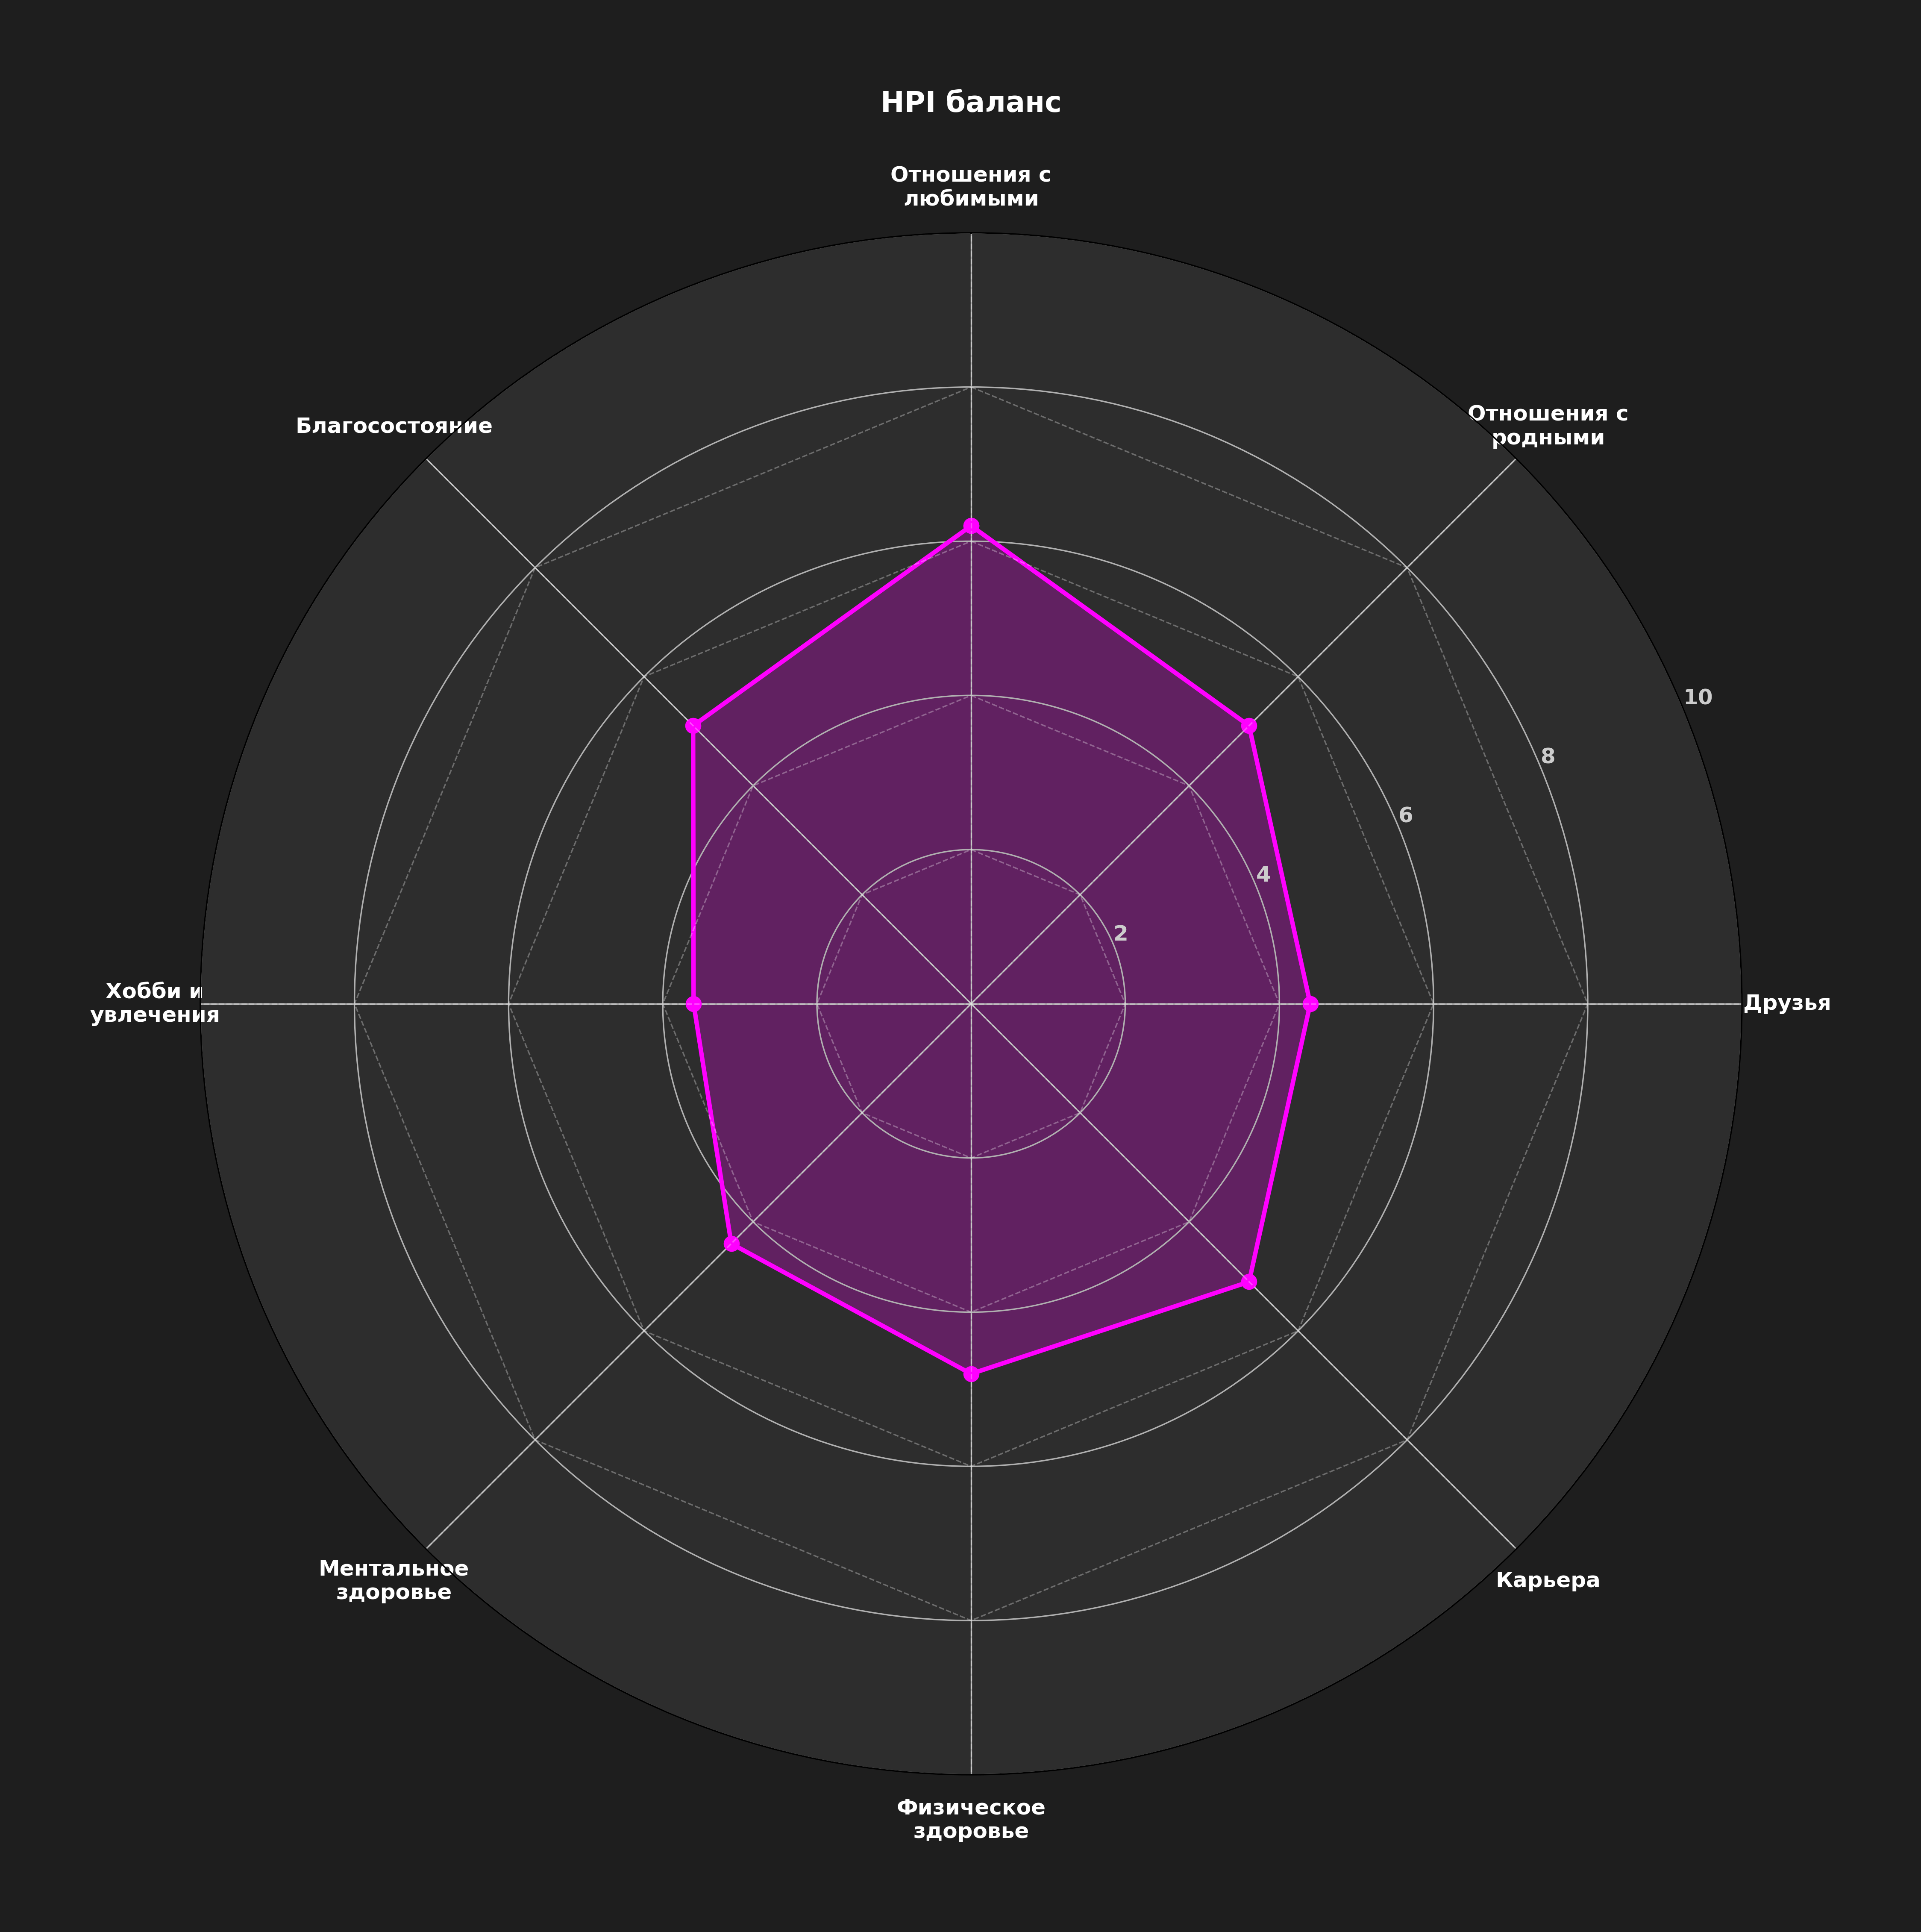 HPI баланс
Отношения с
любимыми
Отношения с
родными
Благосостояние
10
8
6
4
2
Хобби и
увлечения
Друзья
Ментальное
здоровье
Карьера
Физическое
здоровье